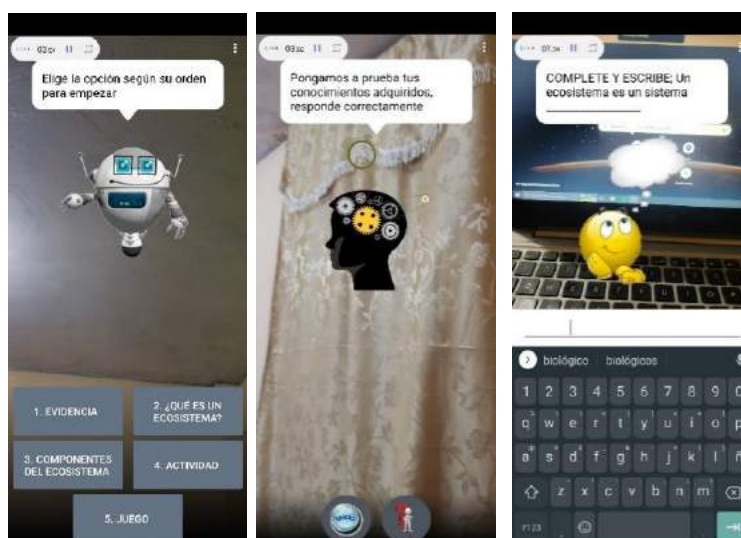 Elige la opción según su orden
para empezar
1. EVIDENCIA
2. ¿QUÉ ES UN
ECOSISTEMA?
3. COMPONENTES
DEL ECOSISTEMA
4. ACTIVIDAD
5. JUEGO
Pongamos a prueba tus
conocimientos adquiridos,
responde correctamente
COMPLETE Y ESCRIBE; Un
ecosistema es un sistema
biológico biológicos
1 2 3 4 5 6 7 8 9 0
q w e r t y u i o p
a s d f g h j k l ñ
z x c v b n m